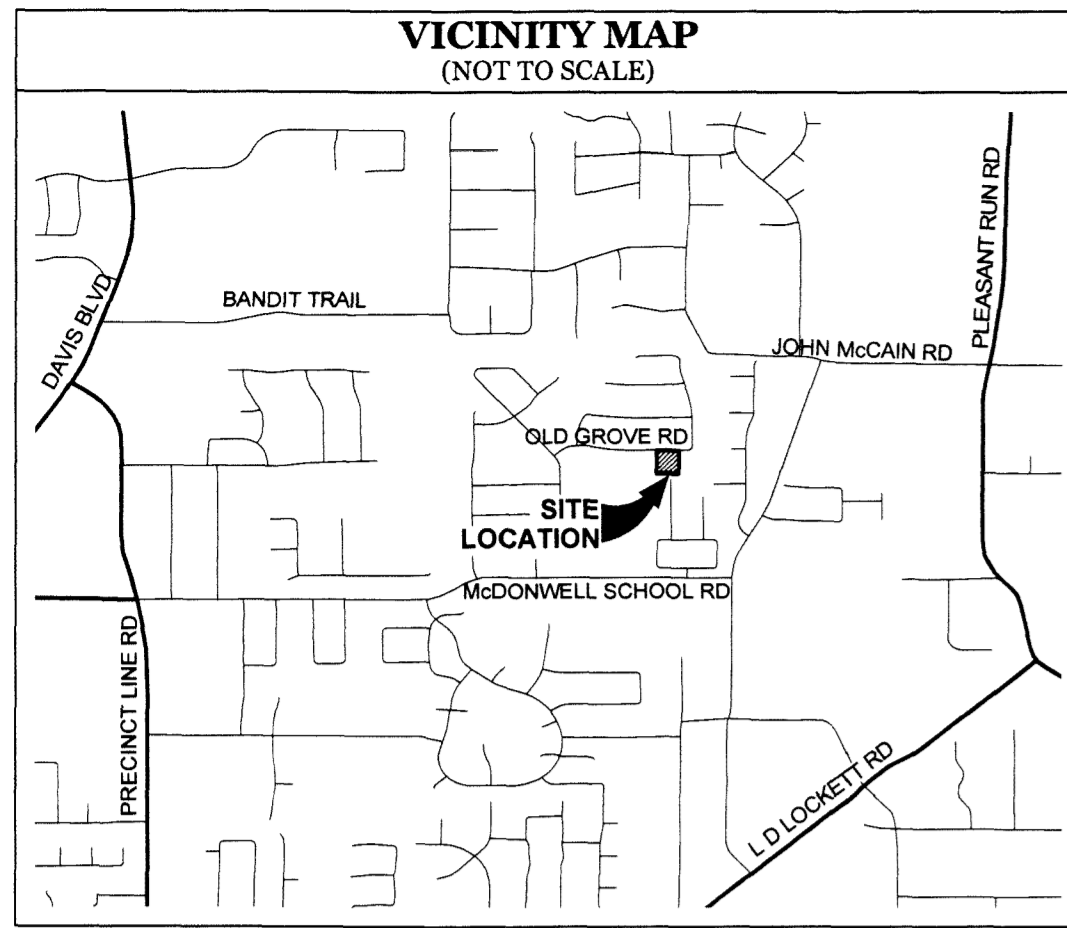 VICINITY MAP
(NOT TO SCALE)
PLEASANT RUN RD
BANDIT TRAIL
DAVIS BLVD
JOHN McCAIN RD
OLD GROVE RD
SITE
LOCATION
McDONWELL SCHOOL RD
PRECINCT LINE RD
L D LOCKETT RD